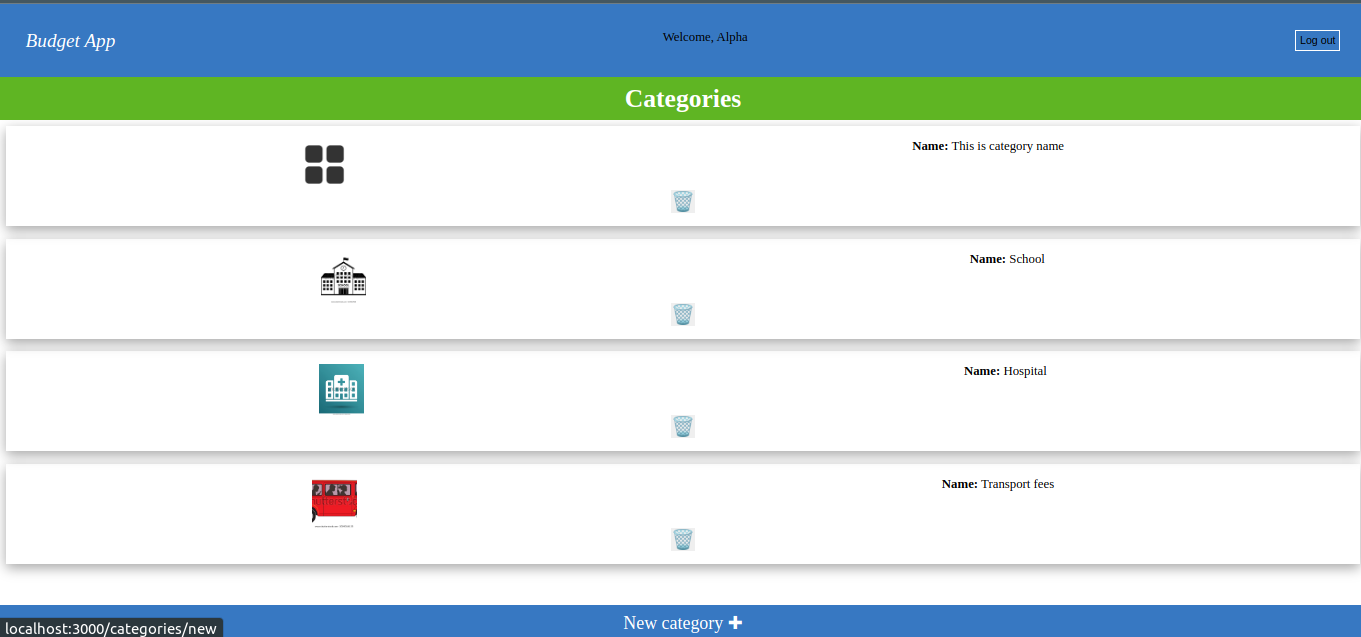 Budget App
Welcome, Alpha
Log out
Categories
Name: This is category name
Name: School
Name: Hospital
Name: Transport fees
New category ✚
localhost:3000/categories/new